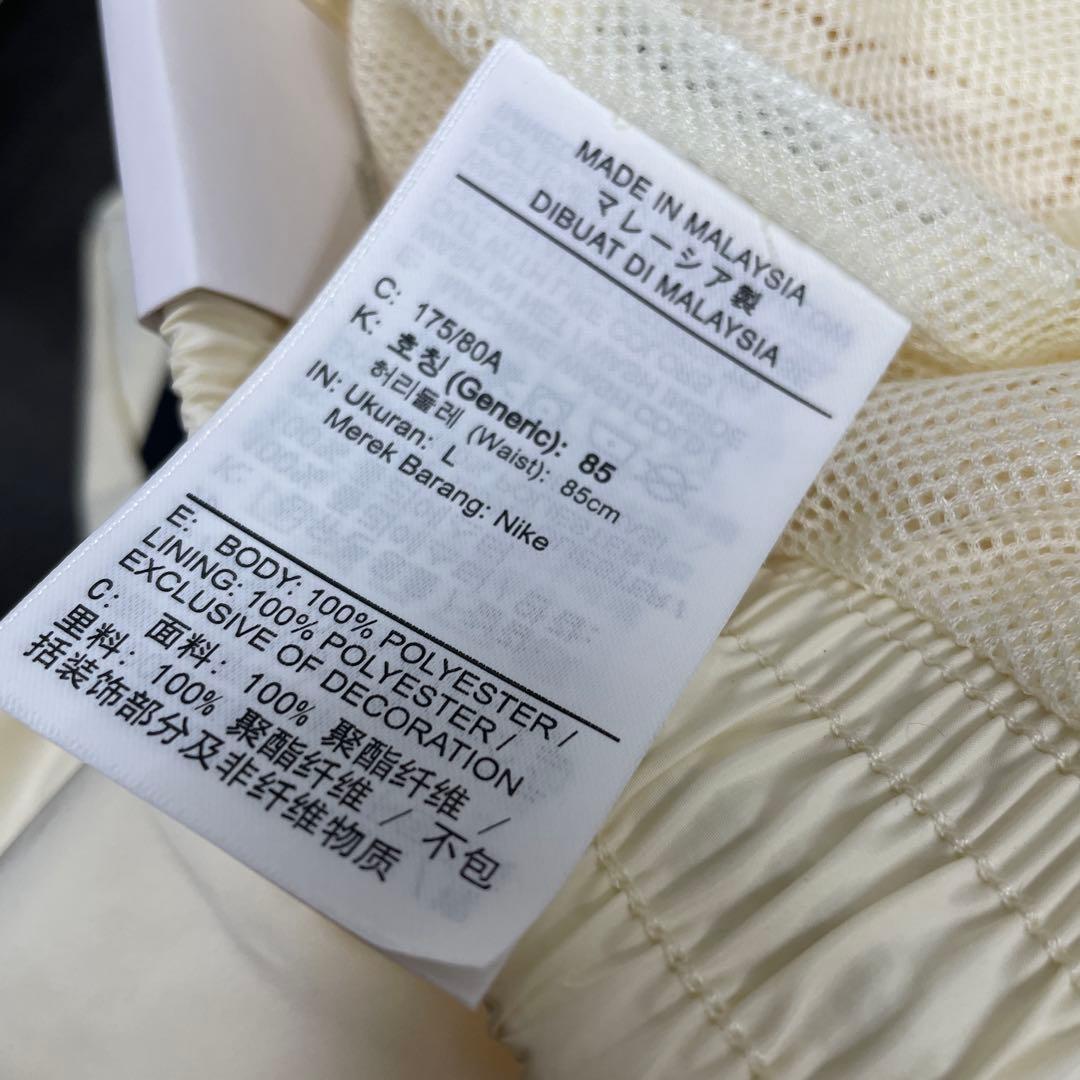 MADE IN MALAYSIA
マレーシア製
DIBUAT DI MALAYSIA
C: 175/80A
K: 호칭 (Generic): 85
허리둘레 (Waist): 85cm
IN: Ukuran: L
Merek Barang: Nike
E: BODY: 100% POLYESTER /
LINING: 100% POLYESTER /
EXCLUSIVE OF DECORATION
C: 面料: 100% 聚酯纤维 /
里料: 100% 聚酯纤维 / 不包
括装饰部分及非纤维物质